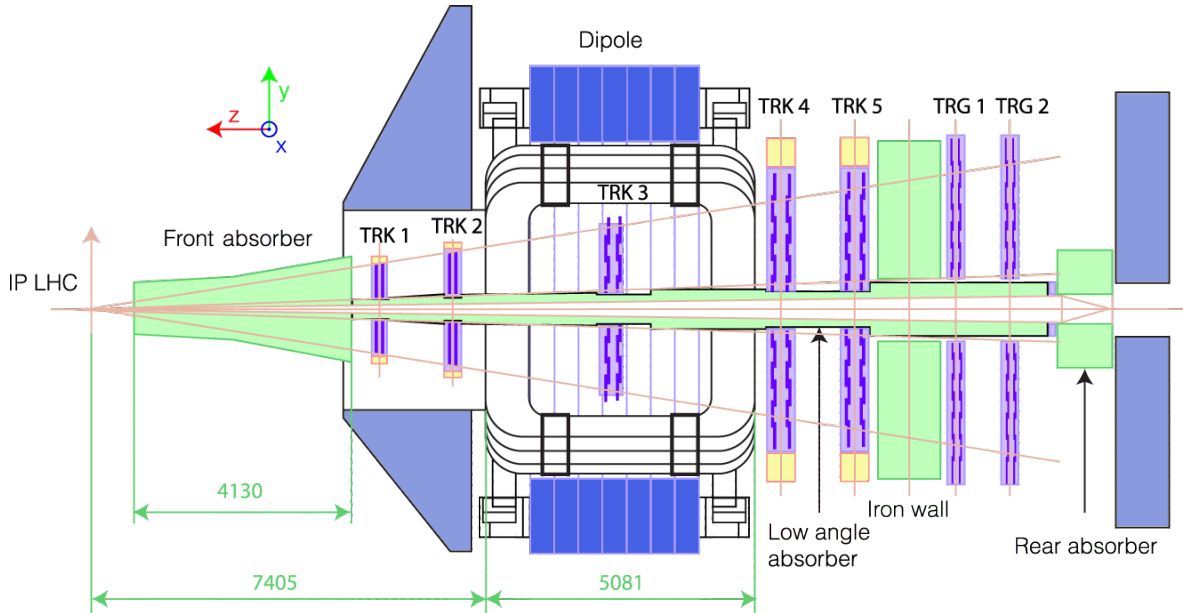 Dipole
y
z
x
TRK 4
TRK 5
TRG 1
TRG 2
TRK 3
TRK 1
TRK 2
Front absorber
IP LHC
4130
Iron wall
Low angle
absorber
Rear absorber
7405
5081